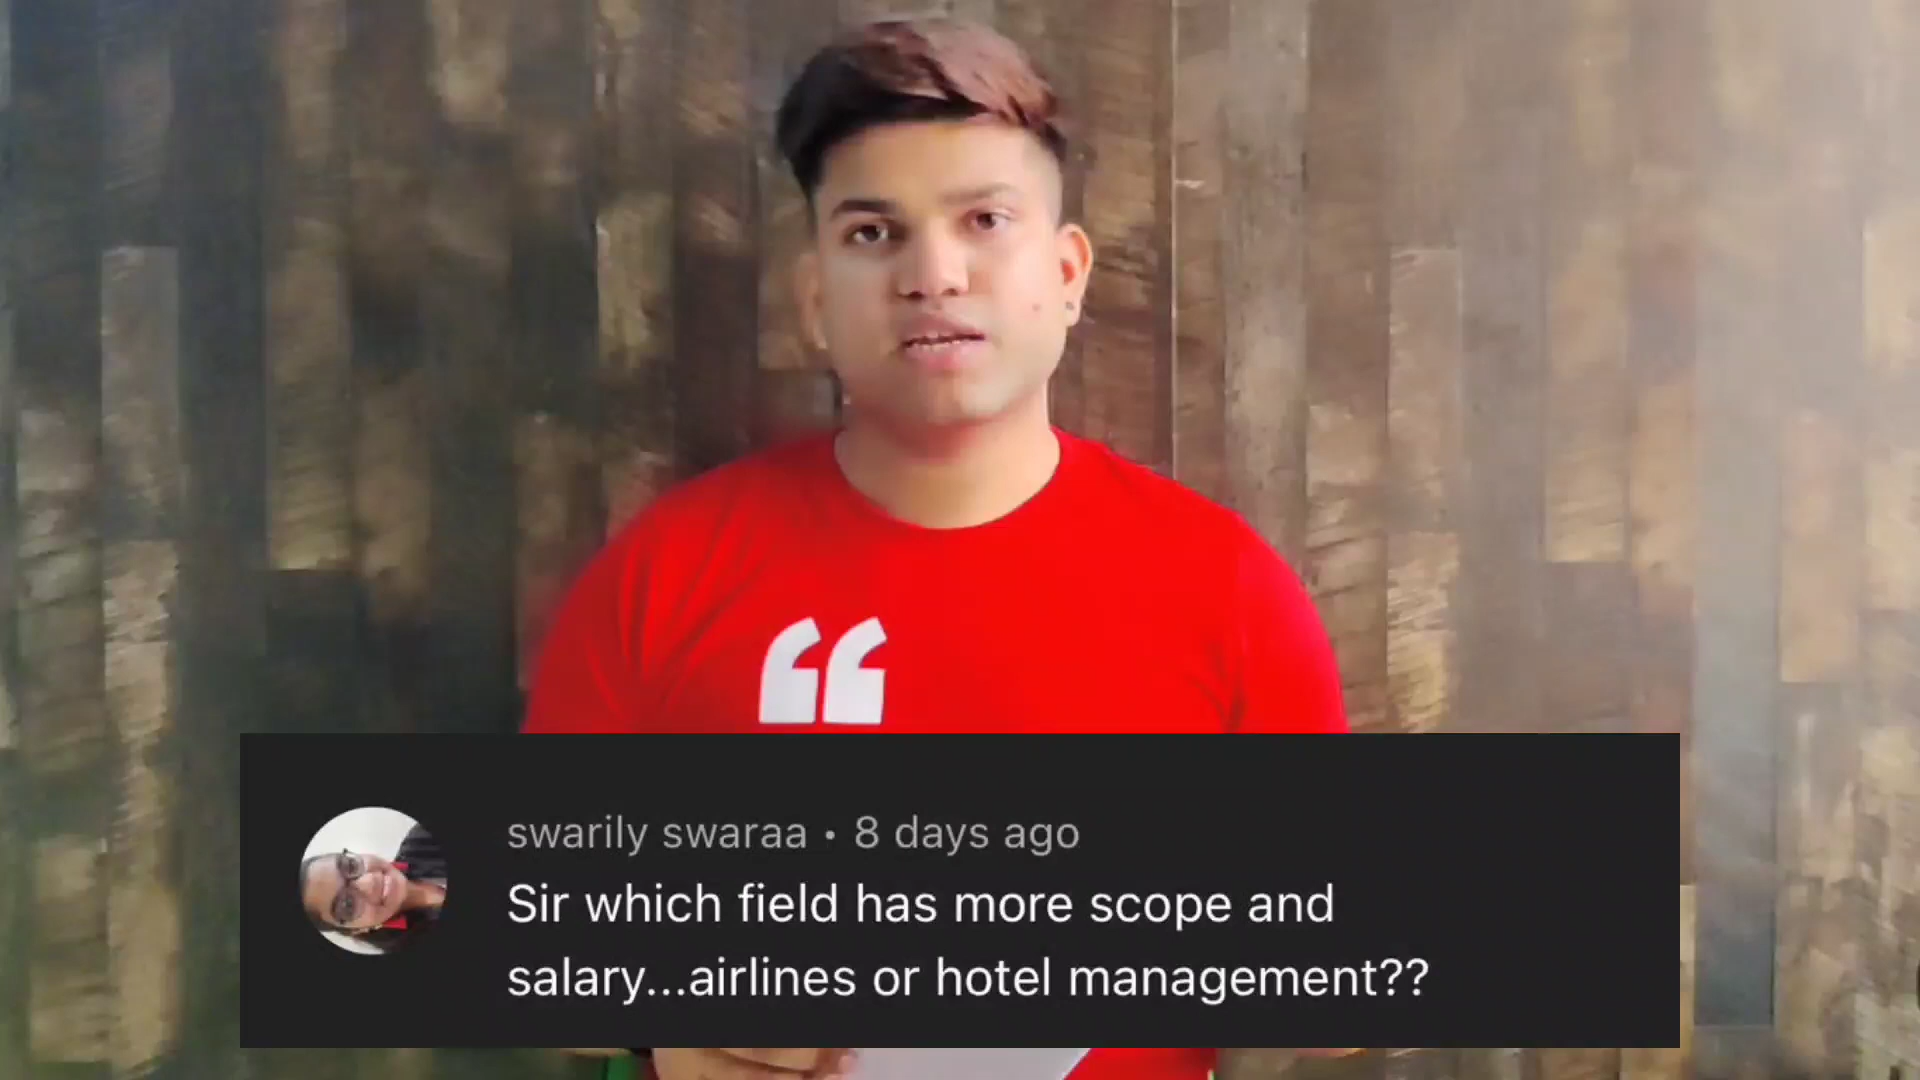 swarily swaraa • 8 days ago
Sir which field has more scope and
salary...airlines or hotel management??